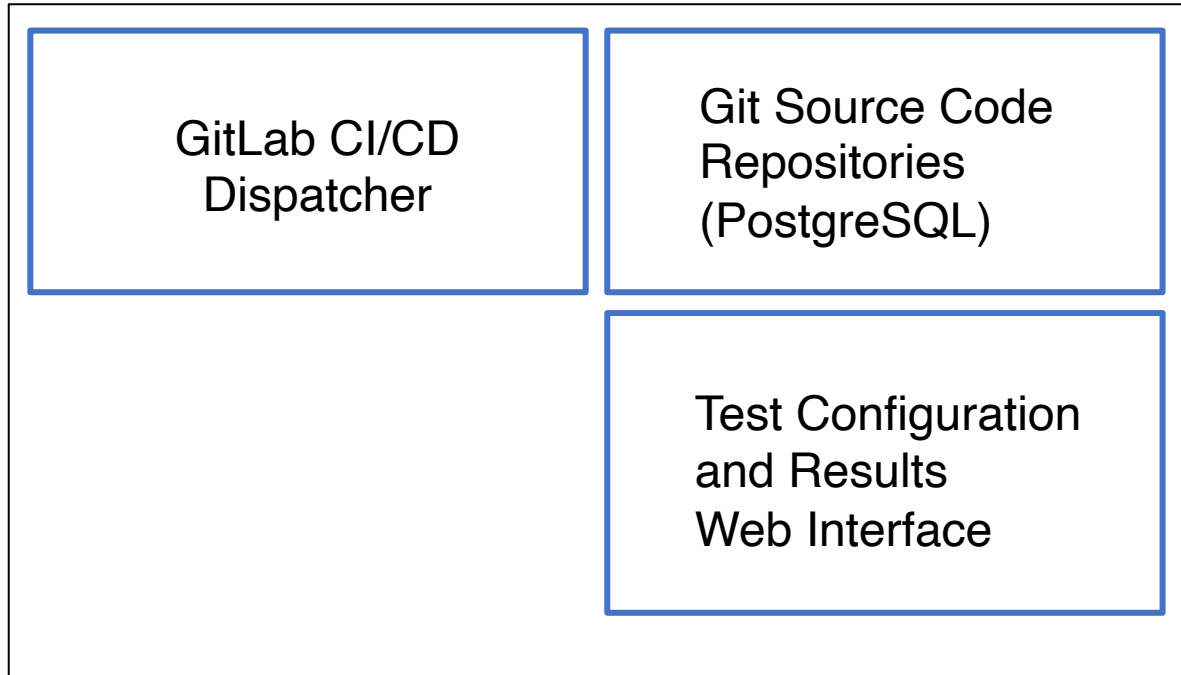 GitLab CI/CD
Dispatcher
Git Source Code
Repositories
(PostgreSQL)
Test Configuration
and Results
Web Interface